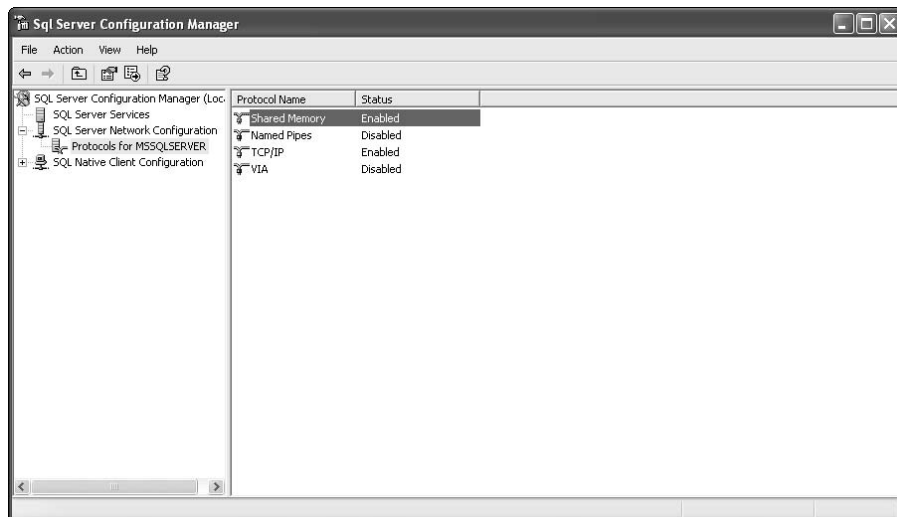 Sql Server Configuration Manager
File Action View Help
SQL Server Configuration Manager (Loc
SQL Server Services
SQL Server Network Configuration
Protocols for MSSQLSERVER
SQL Native Client Configuration
Protocol Name Status
Shared Memory Enabled
Named Pipes Disabled
TCP/IP Enabled
VIA Disabled